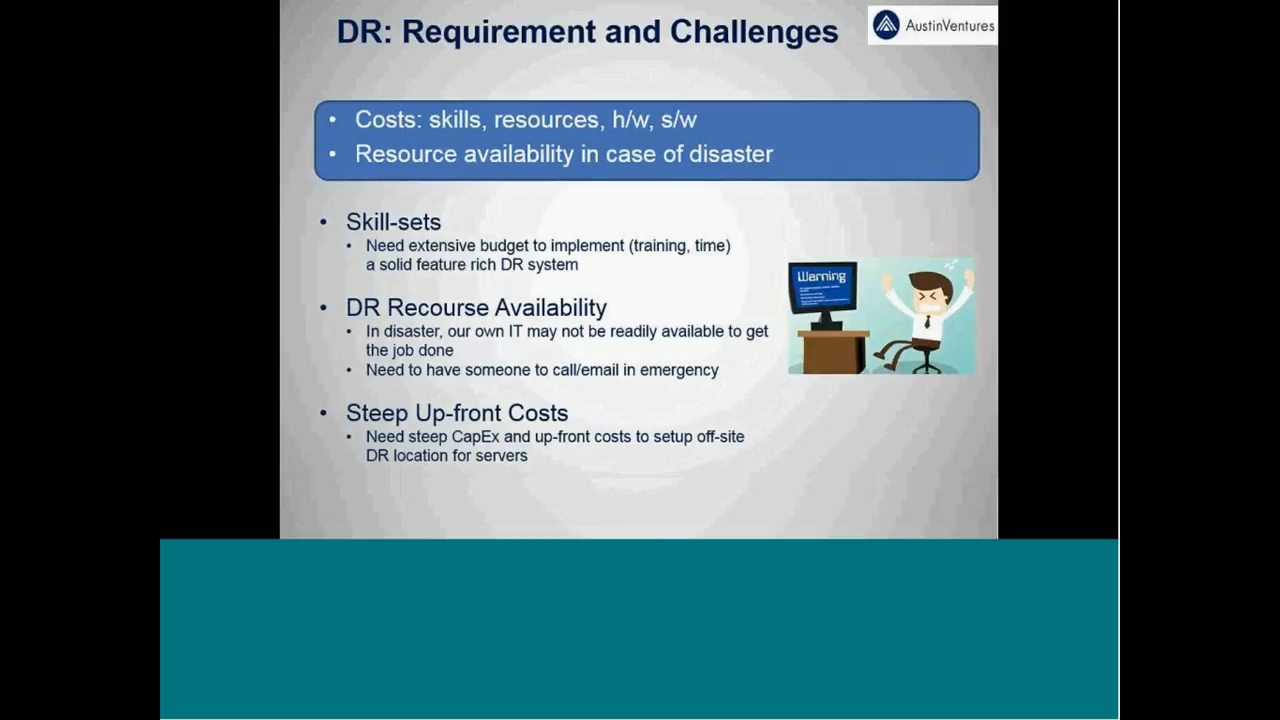 DR: Requirement and Challenges
AustinVentures
• Costs: skills, resources, h/w, s/w
• Resource availability in case of disaster
• Skill-sets
• Need extensive budget to implement (training, time)
a solid feature rich DR system
• DR Recourse Availability
• In disaster, our own IT may not be readily available to get
the job done
• Need to have someone to call/email in emergency
• Steep Up-front Costs
• Need steep CapEx and up-front costs to setup off-site
DR location for servers
Warning